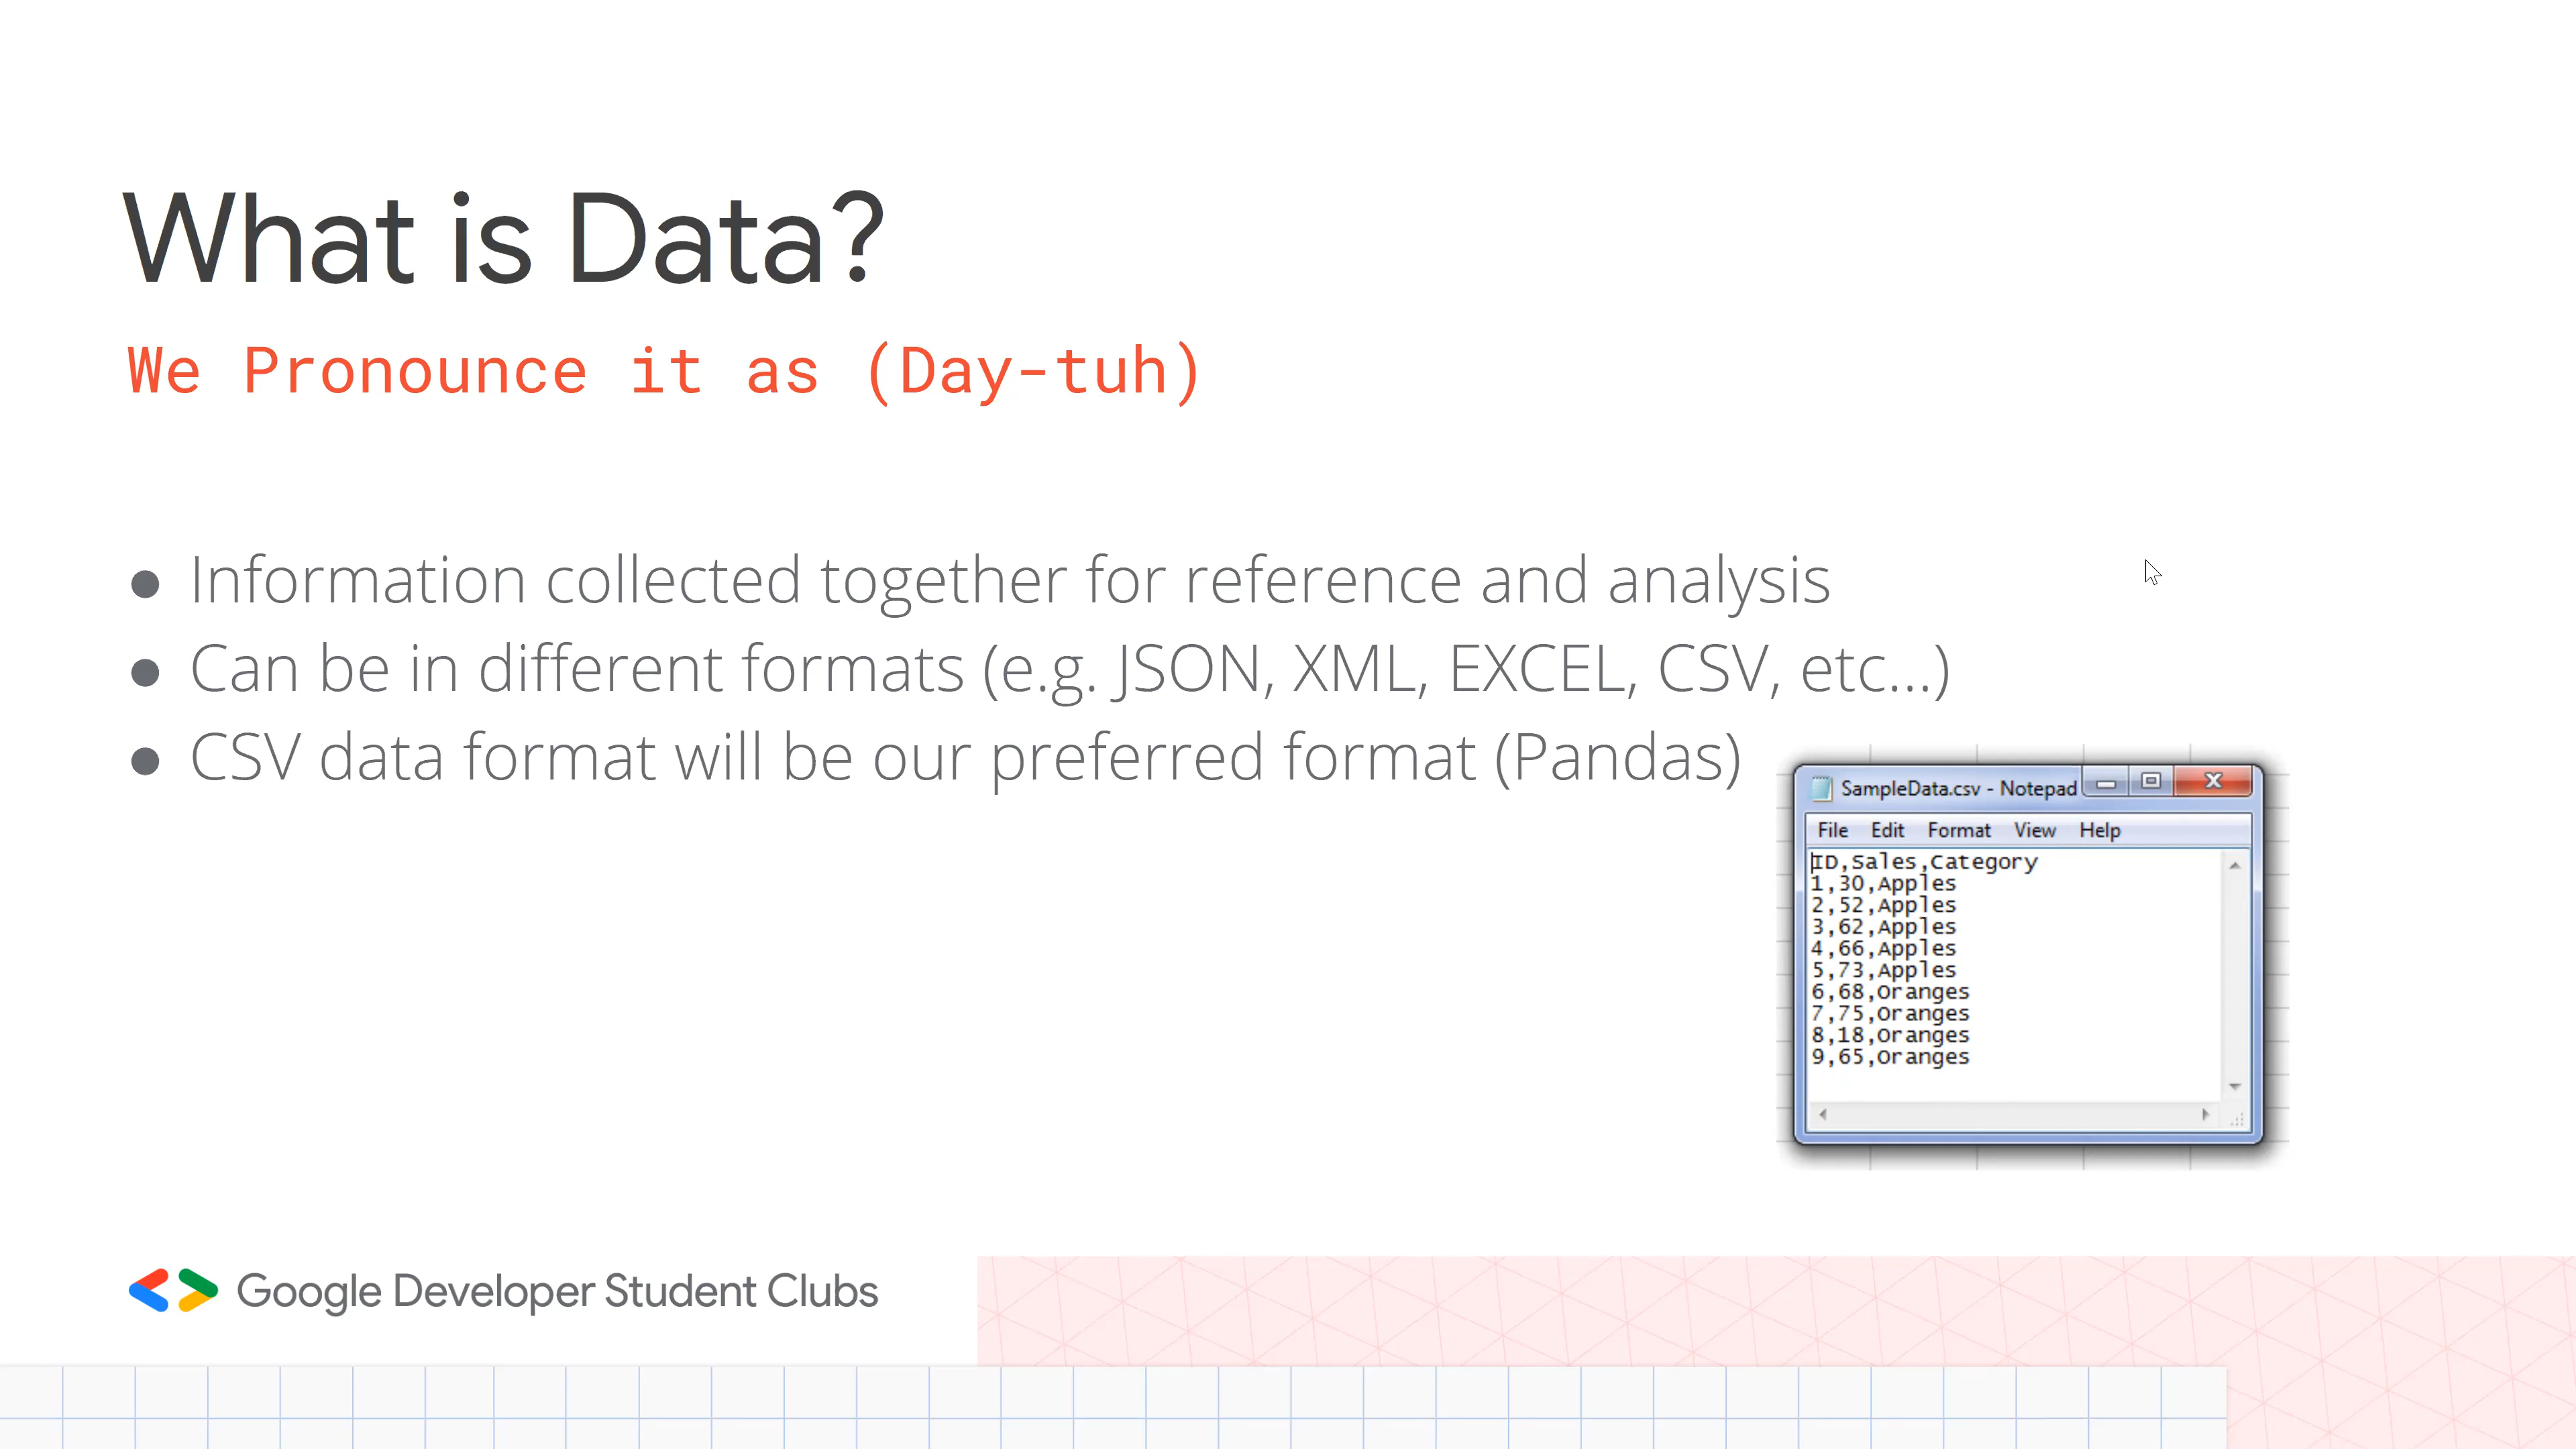 What is Data?
We Pronounce it as (Day-tuh)
● Information collected together for reference and analysis
● Can be in different formats (e.g. JSON, XML, EXCEL, CSV, etc...)
● CSV data format will be our preferred format (Pandas)
SampleData.csv - Notepad
File Edit Format View Help
ID,Sales,Category
1,30,Apples
2,52,Apples
3,62,Apples
4,66,Apples
5,73,Apples
6,68,Oranges
7,75,Oranges
8,18,Oranges
9,65,Oranges
Google Developer Student Clubs